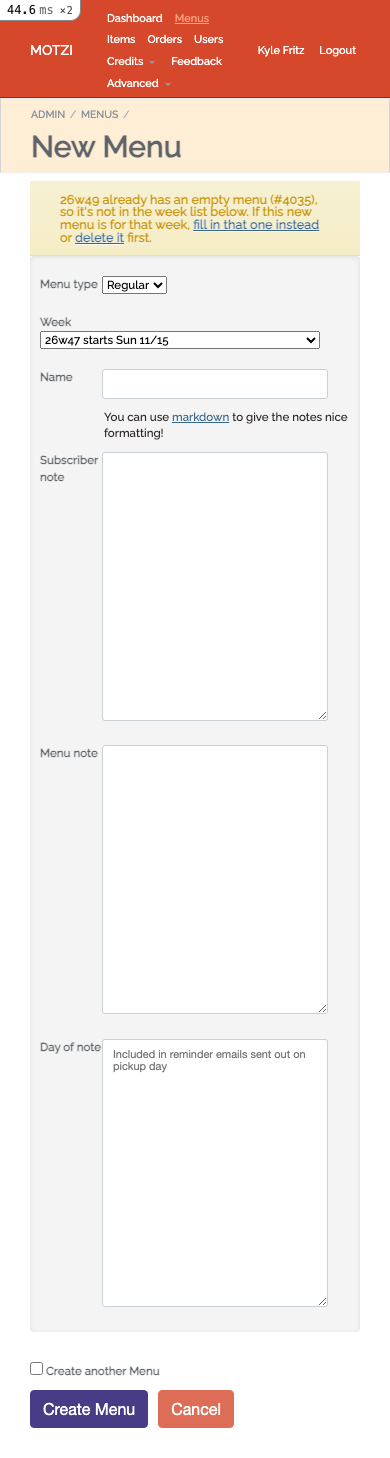 44.6 ms ×2
Dashboard Menus
MOTZI
Items Orders Users
Kyle Fritz Logout
Credits Feedback
Advanced
ADMIN / MENUS /
New Menu
26w49 already has an empty menu (#4035),
so it's not in the week list below. If this new
menu is for that week, fill in that one instead
or delete it first.
Menu type Regular
Week
26w47 starts Sun 11/15
Name
You can use markdown to give the notes nice
formatting!
Subscriber
note
Menu note
Day of note
Included in reminder emails sent out on
pickup day
Create another Menu
Create Menu Cancel